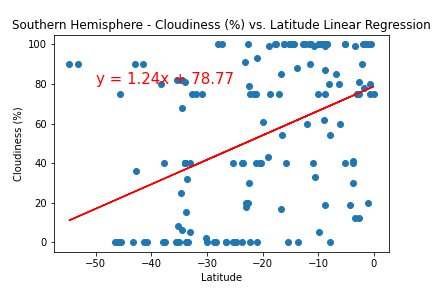 Southern Hemisphere - Cloudiness (%) vs. Latitude Linear Regression
100
y = 1.24x + 78.77
80
60
40
20
0
Cloudiness (%)
−50 −40 −30 −20 −10 0
Latitude